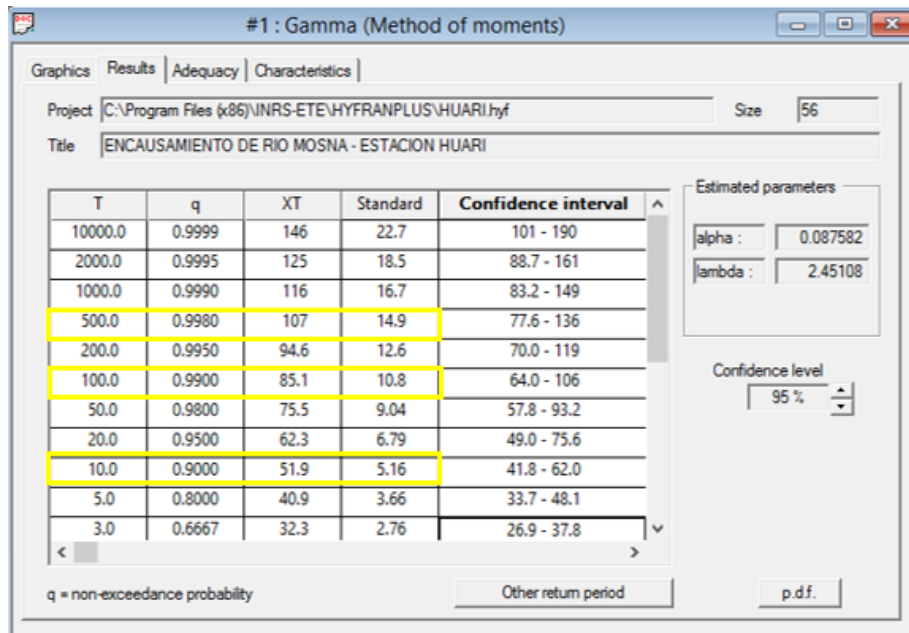 #1 : Gamma (Method of moments)
Graphics Results Adequacy Characteristics
Project C:\Program Files (x86)\INRS-ETE\HYFRANPLUS\HUARI.hyf Size 56
Title ENCAUSAMIENTO DE RIO MOSNA - ESTACION HUARI
T q XT Standard Confidence interval
10000.0 0.9999 146 22.7 101 - 190
2000.0 0.9995 125 18.5 88.7 - 161
1000.0 0.9990 116 16.7 83.2 - 149
500.0 0.9980 107 14.9 77.6 - 136
200.0 0.9950 94.6 12.6 70.0 - 119
100.0 0.9900 85.1 10.8 64.0 - 106
50.0 0.9800 75.5 9.04 57.8 - 93.2
20.0 0.9500 62.3 6.79 49.0 - 75.6
10.0 0.9000 51.9 5.16 41.8 - 62.0
5.0 0.8000 40.9 3.66 33.7 - 48.1
3.0 0.6667 32.3 2.76 26.9 - 37.8
Estimated parameters
alpha : 0.087582
lambda : 2.45108
Confidence level
95 %
q = non-exceedance probability Other return period p.d.f.